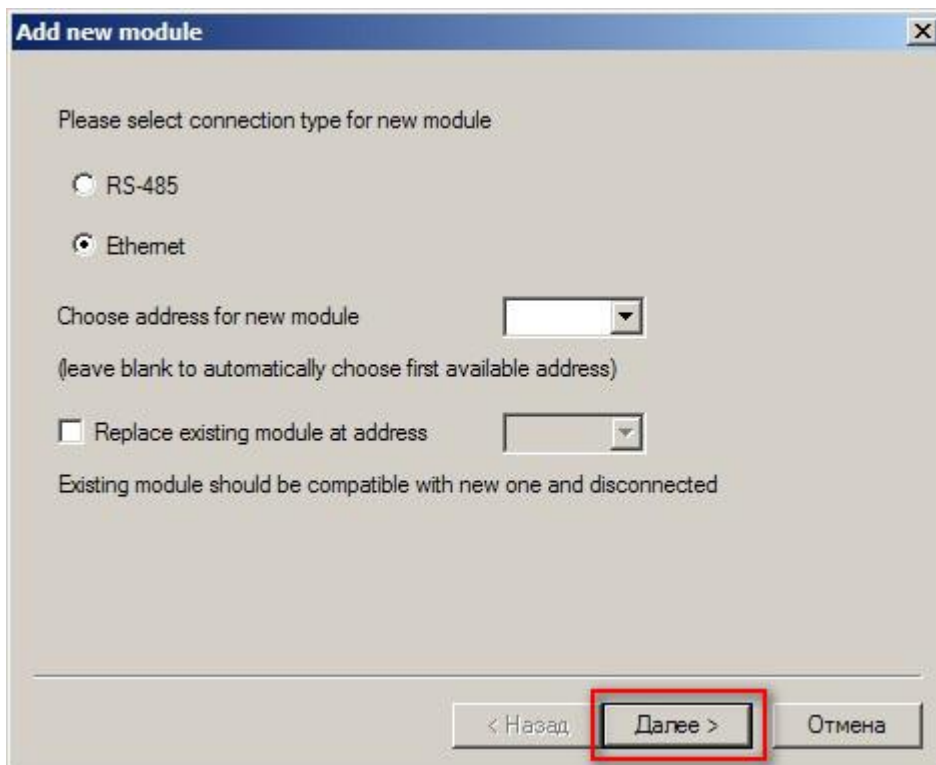 Add new module
Please select connection type for new module
RS-485
Ethernet
Choose address for new module
(leave blank to automatically choose first available address)
Replace existing module at address
Existing module should be compatible with new one and disconnected
< Назад Далее > Отмена